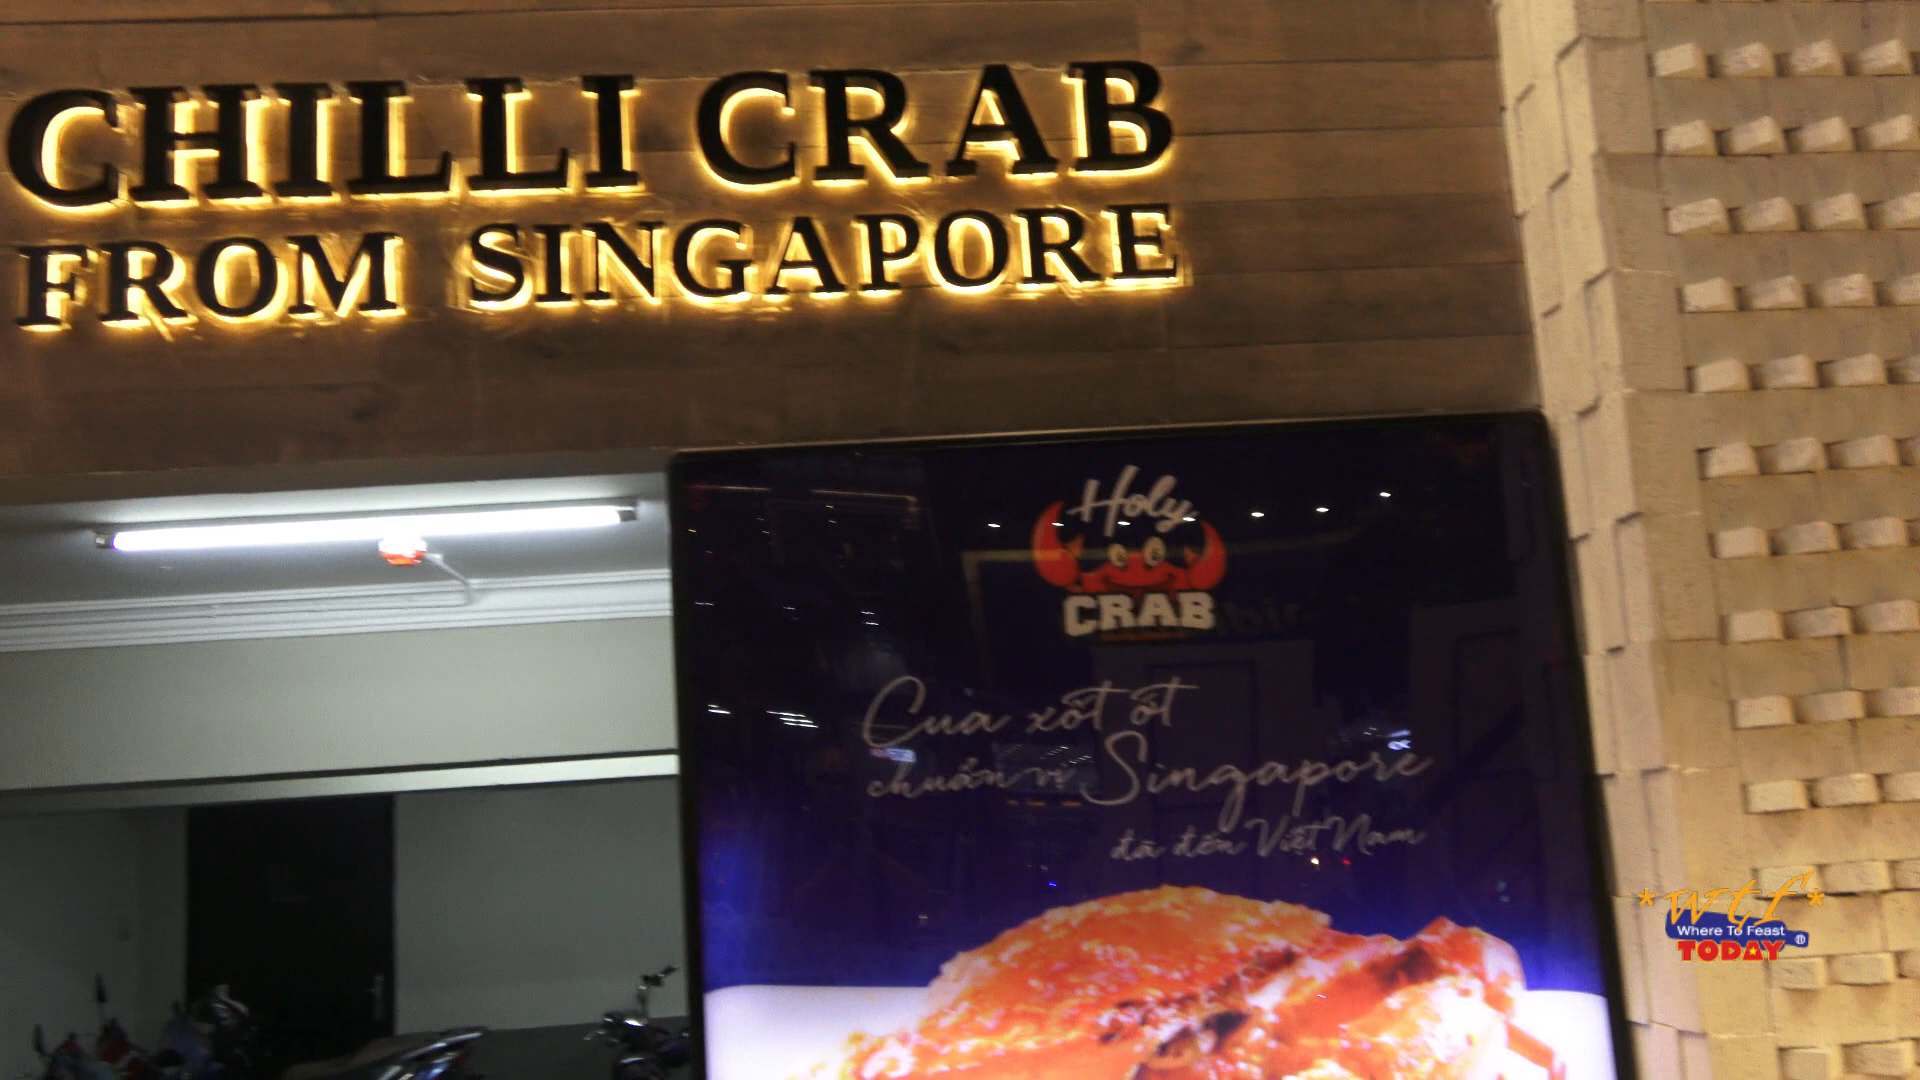 CHILLI CRAB
FROM SINGAPORE
Holy
CRAB
Cua xốt ớt
chuẩn vị Singapore
đã đến Việt Nam
*wtf*
Where To Feast
TODAY